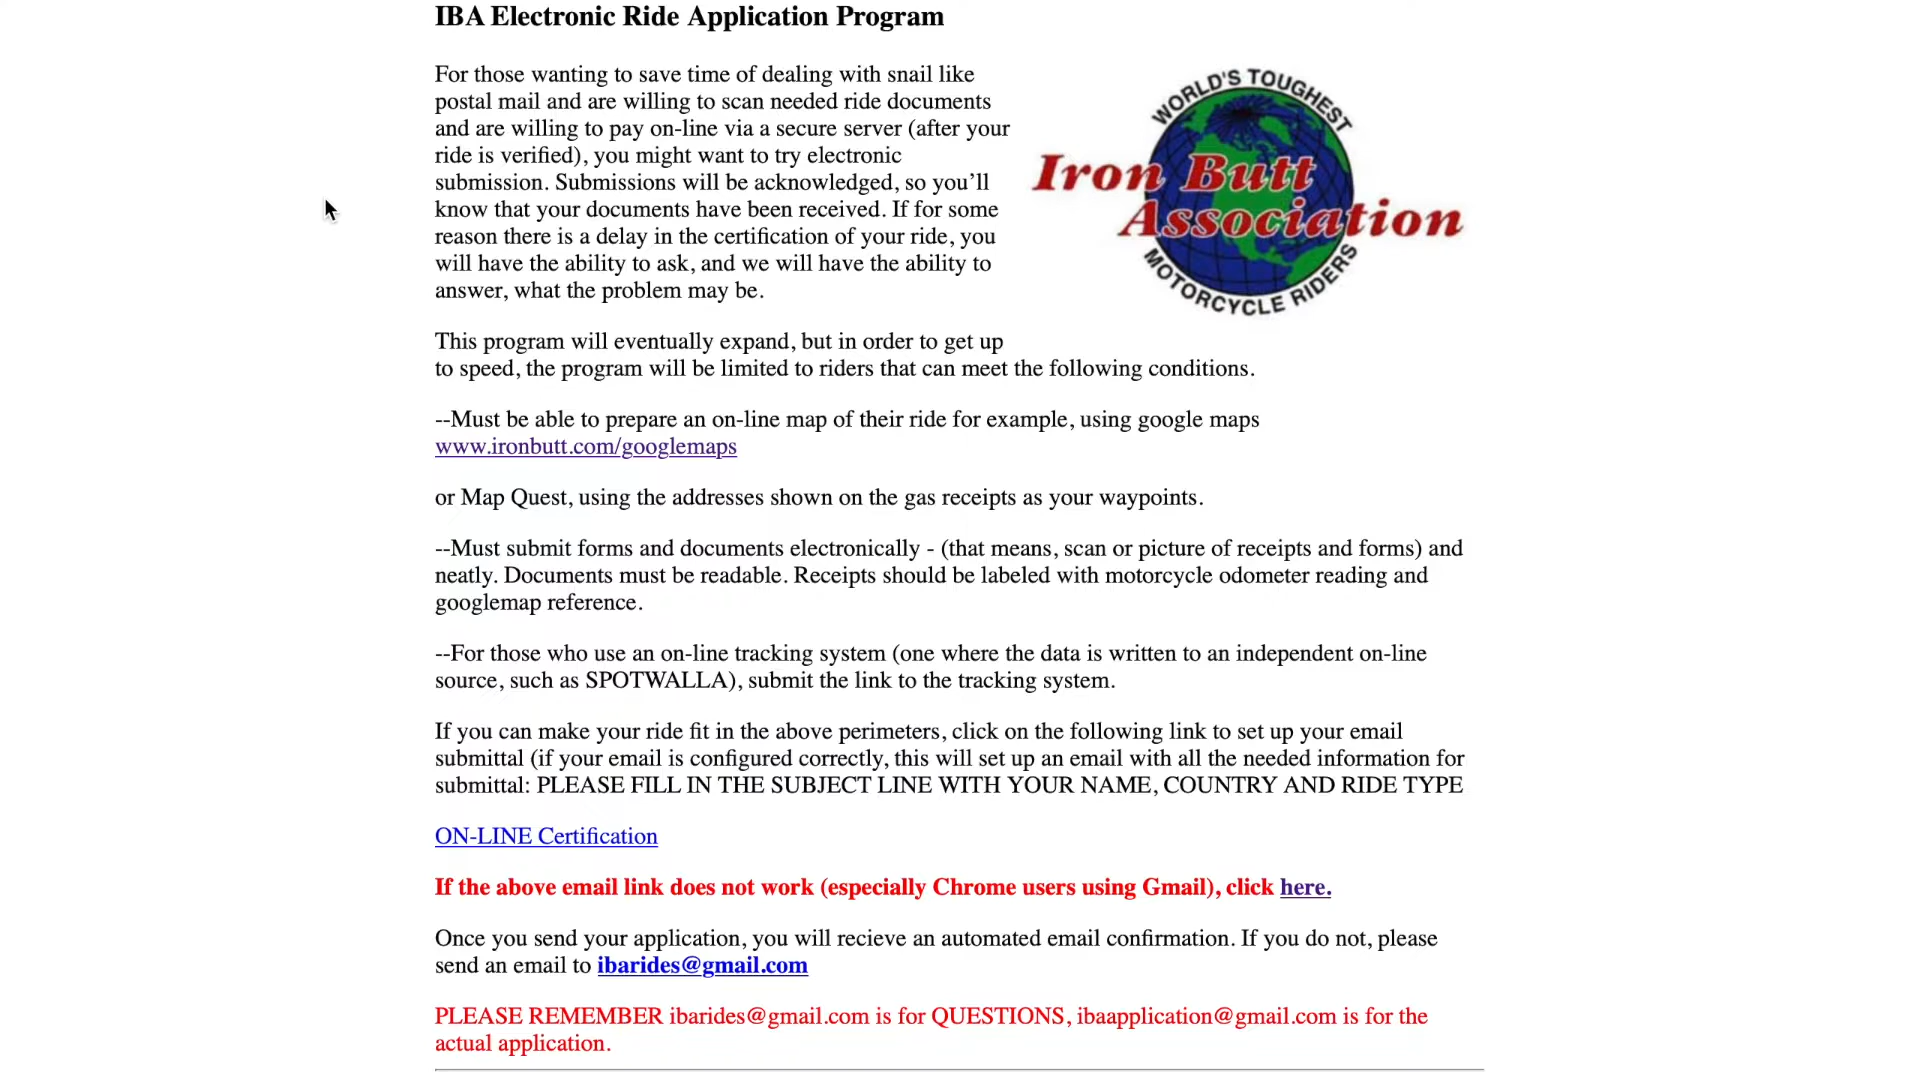 IBA Electronic Ride Application Program
For those wanting to save time of dealing with snail like
postal mail and are willing to scan needed ride documents
and are willing to pay on-line via a secure server (after your
ride is verified), you might want to try electronic
submission. Submissions will be acknowledged, so you’ll
know that your documents have been received. If for some
reason there is a delay in the certification of your ride, you
will have the ability to ask, and we will have the ability to
answer, what the problem may be.
WORLD'S TOUGHEST
Iron Butt
Association
MOTORCYCLE RIDERS
This program will eventually expand, but in order to get up
to speed, the program will be limited to riders that can meet the following conditions.
--Must be able to prepare an on-line map of their ride for example, using google maps
www.ironbutt.com/googlemaps
or Map Quest, using the addresses shown on the gas receipts as your waypoints.
--Must submit forms and documents electronically - (that means, scan or picture of receipts and forms) and
neatly. Documents must be readable. Receipts should be labeled with motorcycle odometer reading and
googlemap reference.
--For those who use an on-line tracking system (one where the data is written to an independent on-line
source, such as SPOTWALLA), submit the link to the tracking system.
If you can make your ride fit in the above perimeters, click on the following link to set up your email
submittal (if your email is configured correctly, this will set up an email with all the needed information for
submittal: PLEASE FILL IN THE SUBJECT LINE WITH YOUR NAME, COUNTRY AND RIDE TYPE
ON-LINE Certification
If the above email link does not work (especially Chrome users using Gmail), click here.
Once you send your application, you will recieve an automated email confirmation. If you do not, please
send an email to ibarides@gmail.com
PLEASE REMEMBER ibarides@gmail.com is for QUESTIONS, ibaapplication@gmail.com is for the
actual application.